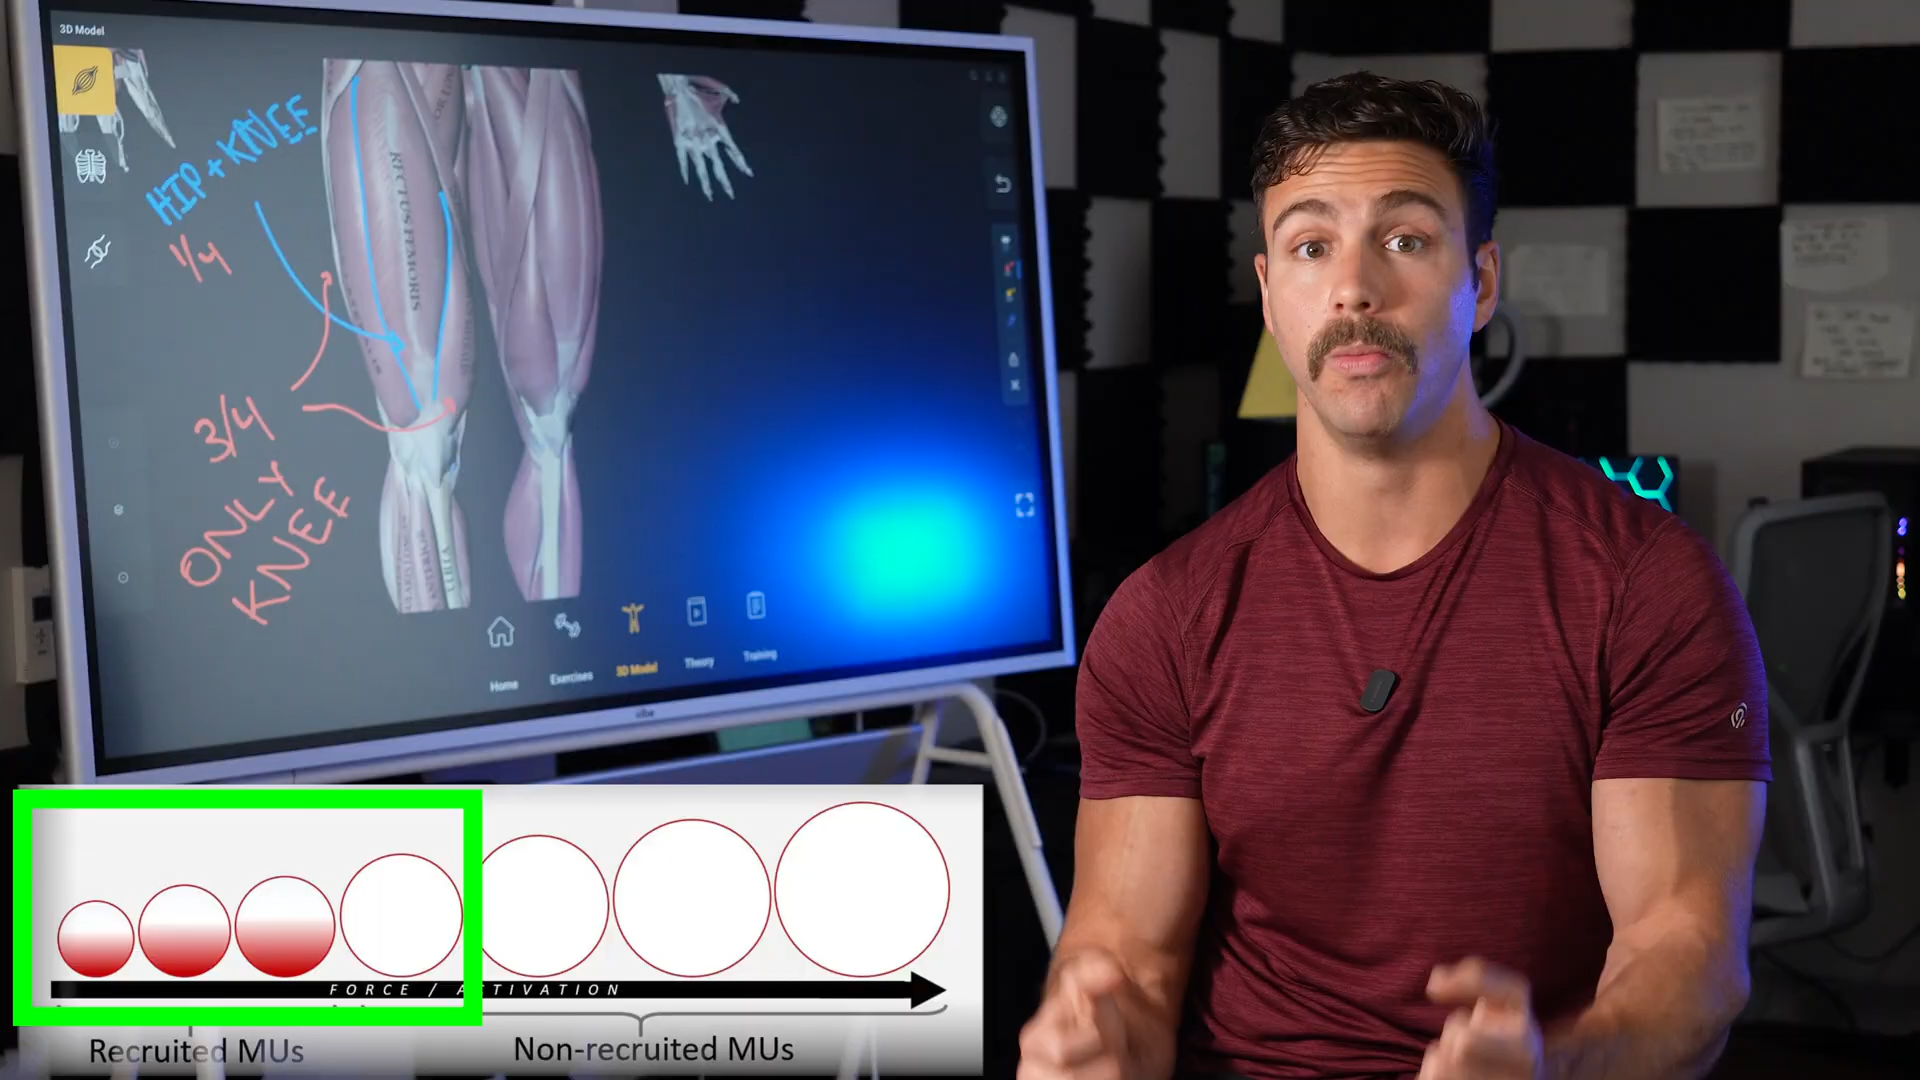 3D Model
HIP + KNEE
1/4
RECTUS FEMORIS
3/4
ONLY
KNEE
Home
Exercises
3D Model
Theory
Training
vibe
FORCE / ACTIVATION
Recruited MUs
Non-recruited MUs